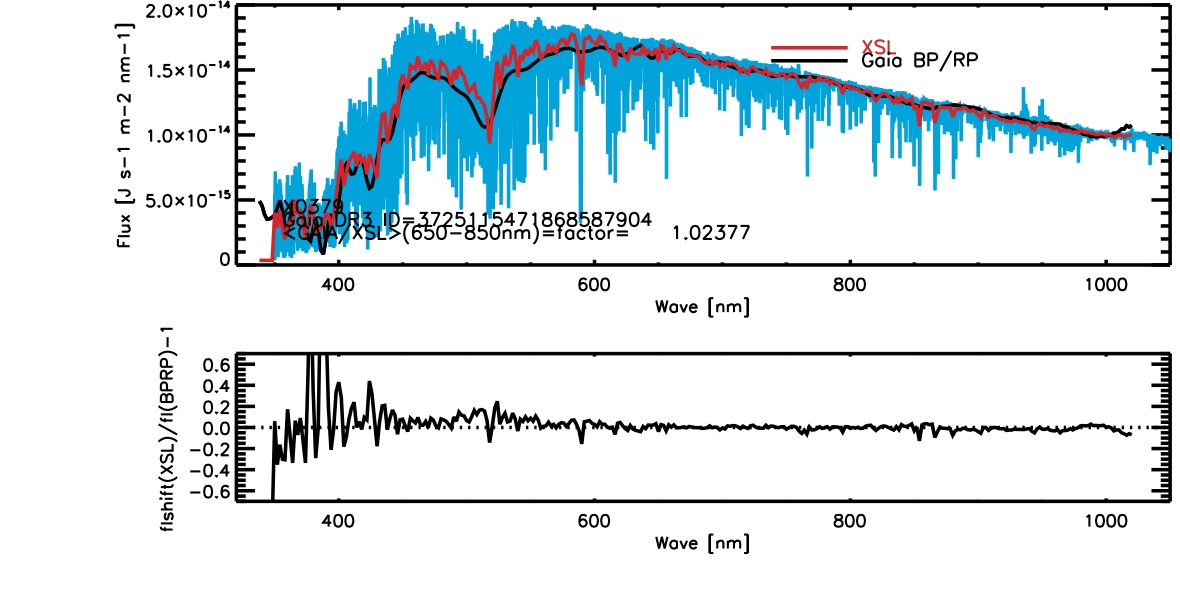 2.0×10−14
1.5×10−14
1.0×10−14
5.0×10−15
0
Flux [J s−1 m−2 nm−1]
XSL
Gaia BP/RP
X0379
Gaia DR3 ID=3725115471868587904
<GAIA/XSL>(650−850nm)=factor= 1.02377
400 600 800 1000
Wave [nm]
flshift(XSL)/fl(BPRP)−1
0.6
0.4
0.2
0.0
−0.2
−0.4
−0.6
400 600 800 1000
Wave [nm]